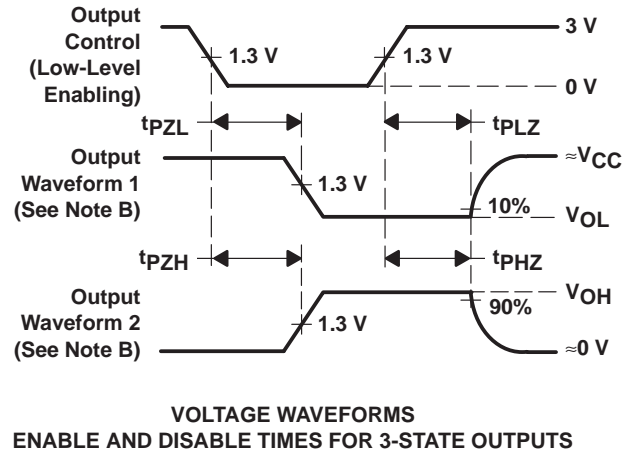 Output
Control
(Low-Level
Enabling)
1.3 V
1.3 V
3 V
0 V
tPZL
tPLZ
Output
Waveform 1
(See Note B)
1.3 V
10%
≈VCC
VOL
tPZH
tPHZ
Output
Waveform 2
(See Note B)
1.3 V
90%
VOH
≈0 V
VOLTAGE WAVEFORMS
ENABLE AND DISABLE TIMES FOR 3-STATE OUTPUTS